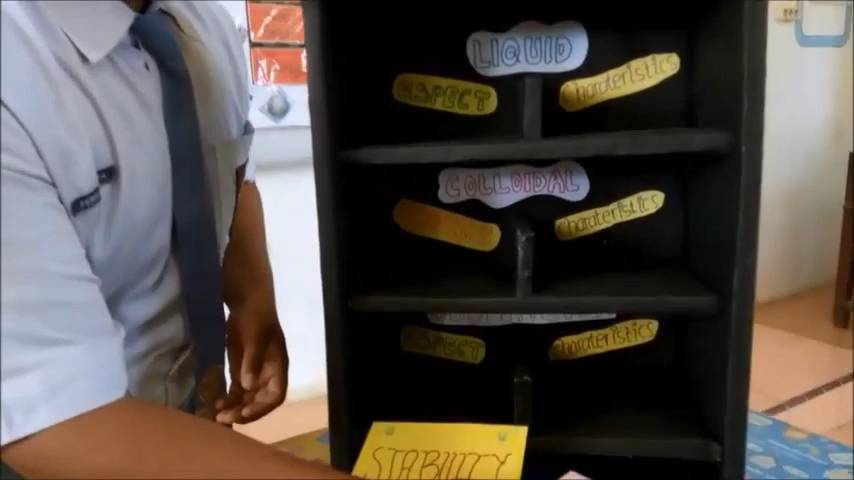 LIQUID
ASPECT
Charateristics
COLLOIDAL
Charateristics
ASPECT
Charateristics
STABILITY